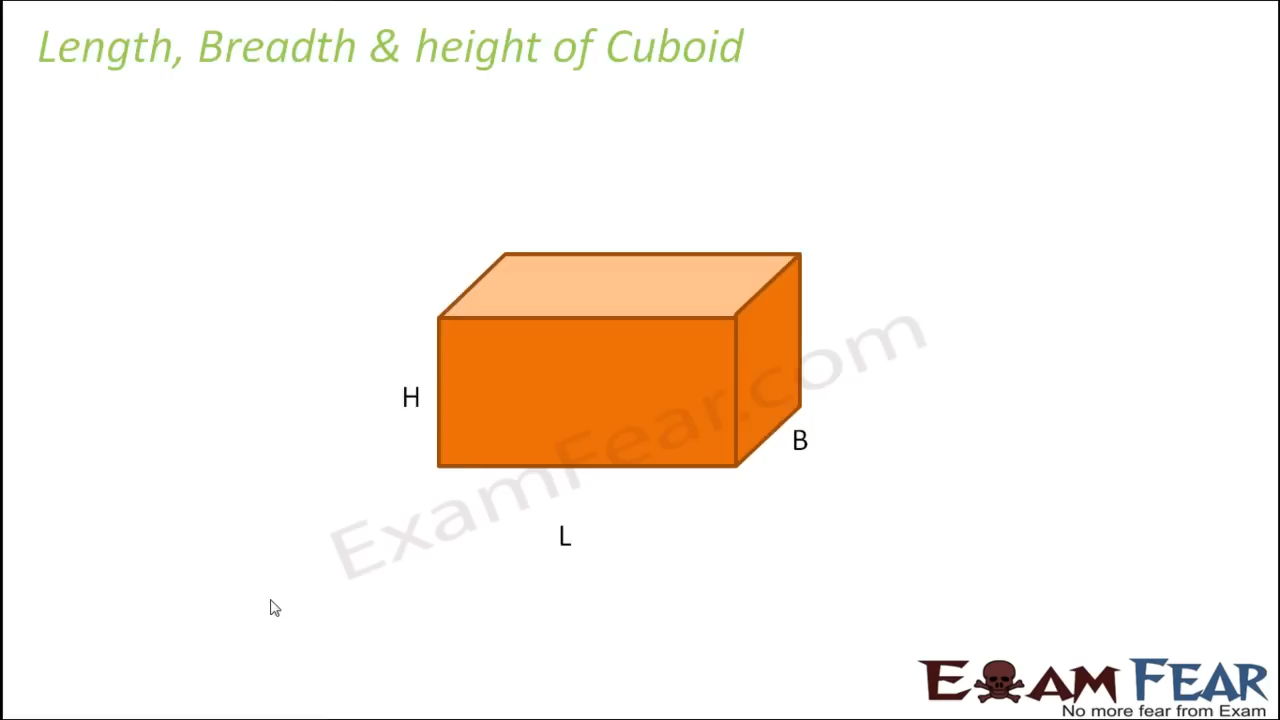 Length, Breadth & height of Cuboid
H
B
L
ExamFear.com
EXAM FEAR
No more fear from Exam